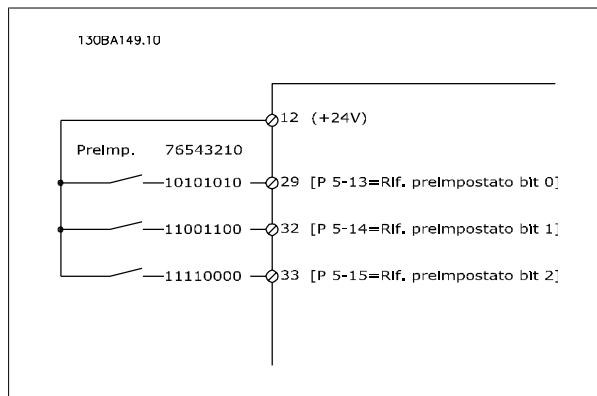 130BA149.10
12 (+24V)
PreImp. 76543210
10101010 29 [P 5-13=Rif. preimpostato bit 0]
11001100 32 [P 5-14=Rif. preimpostato bit 1]
11110000 33 [P 5-15=Rif. preimpostato bit 2]